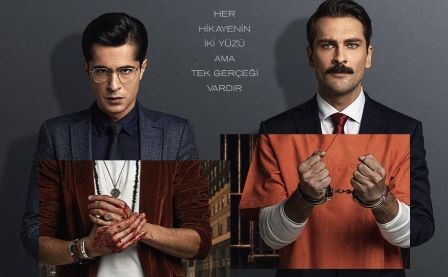 HER
HİKAYENİN
İKİ YÜZÜ
AMA
TEK GERÇEĞİ
VARDIR